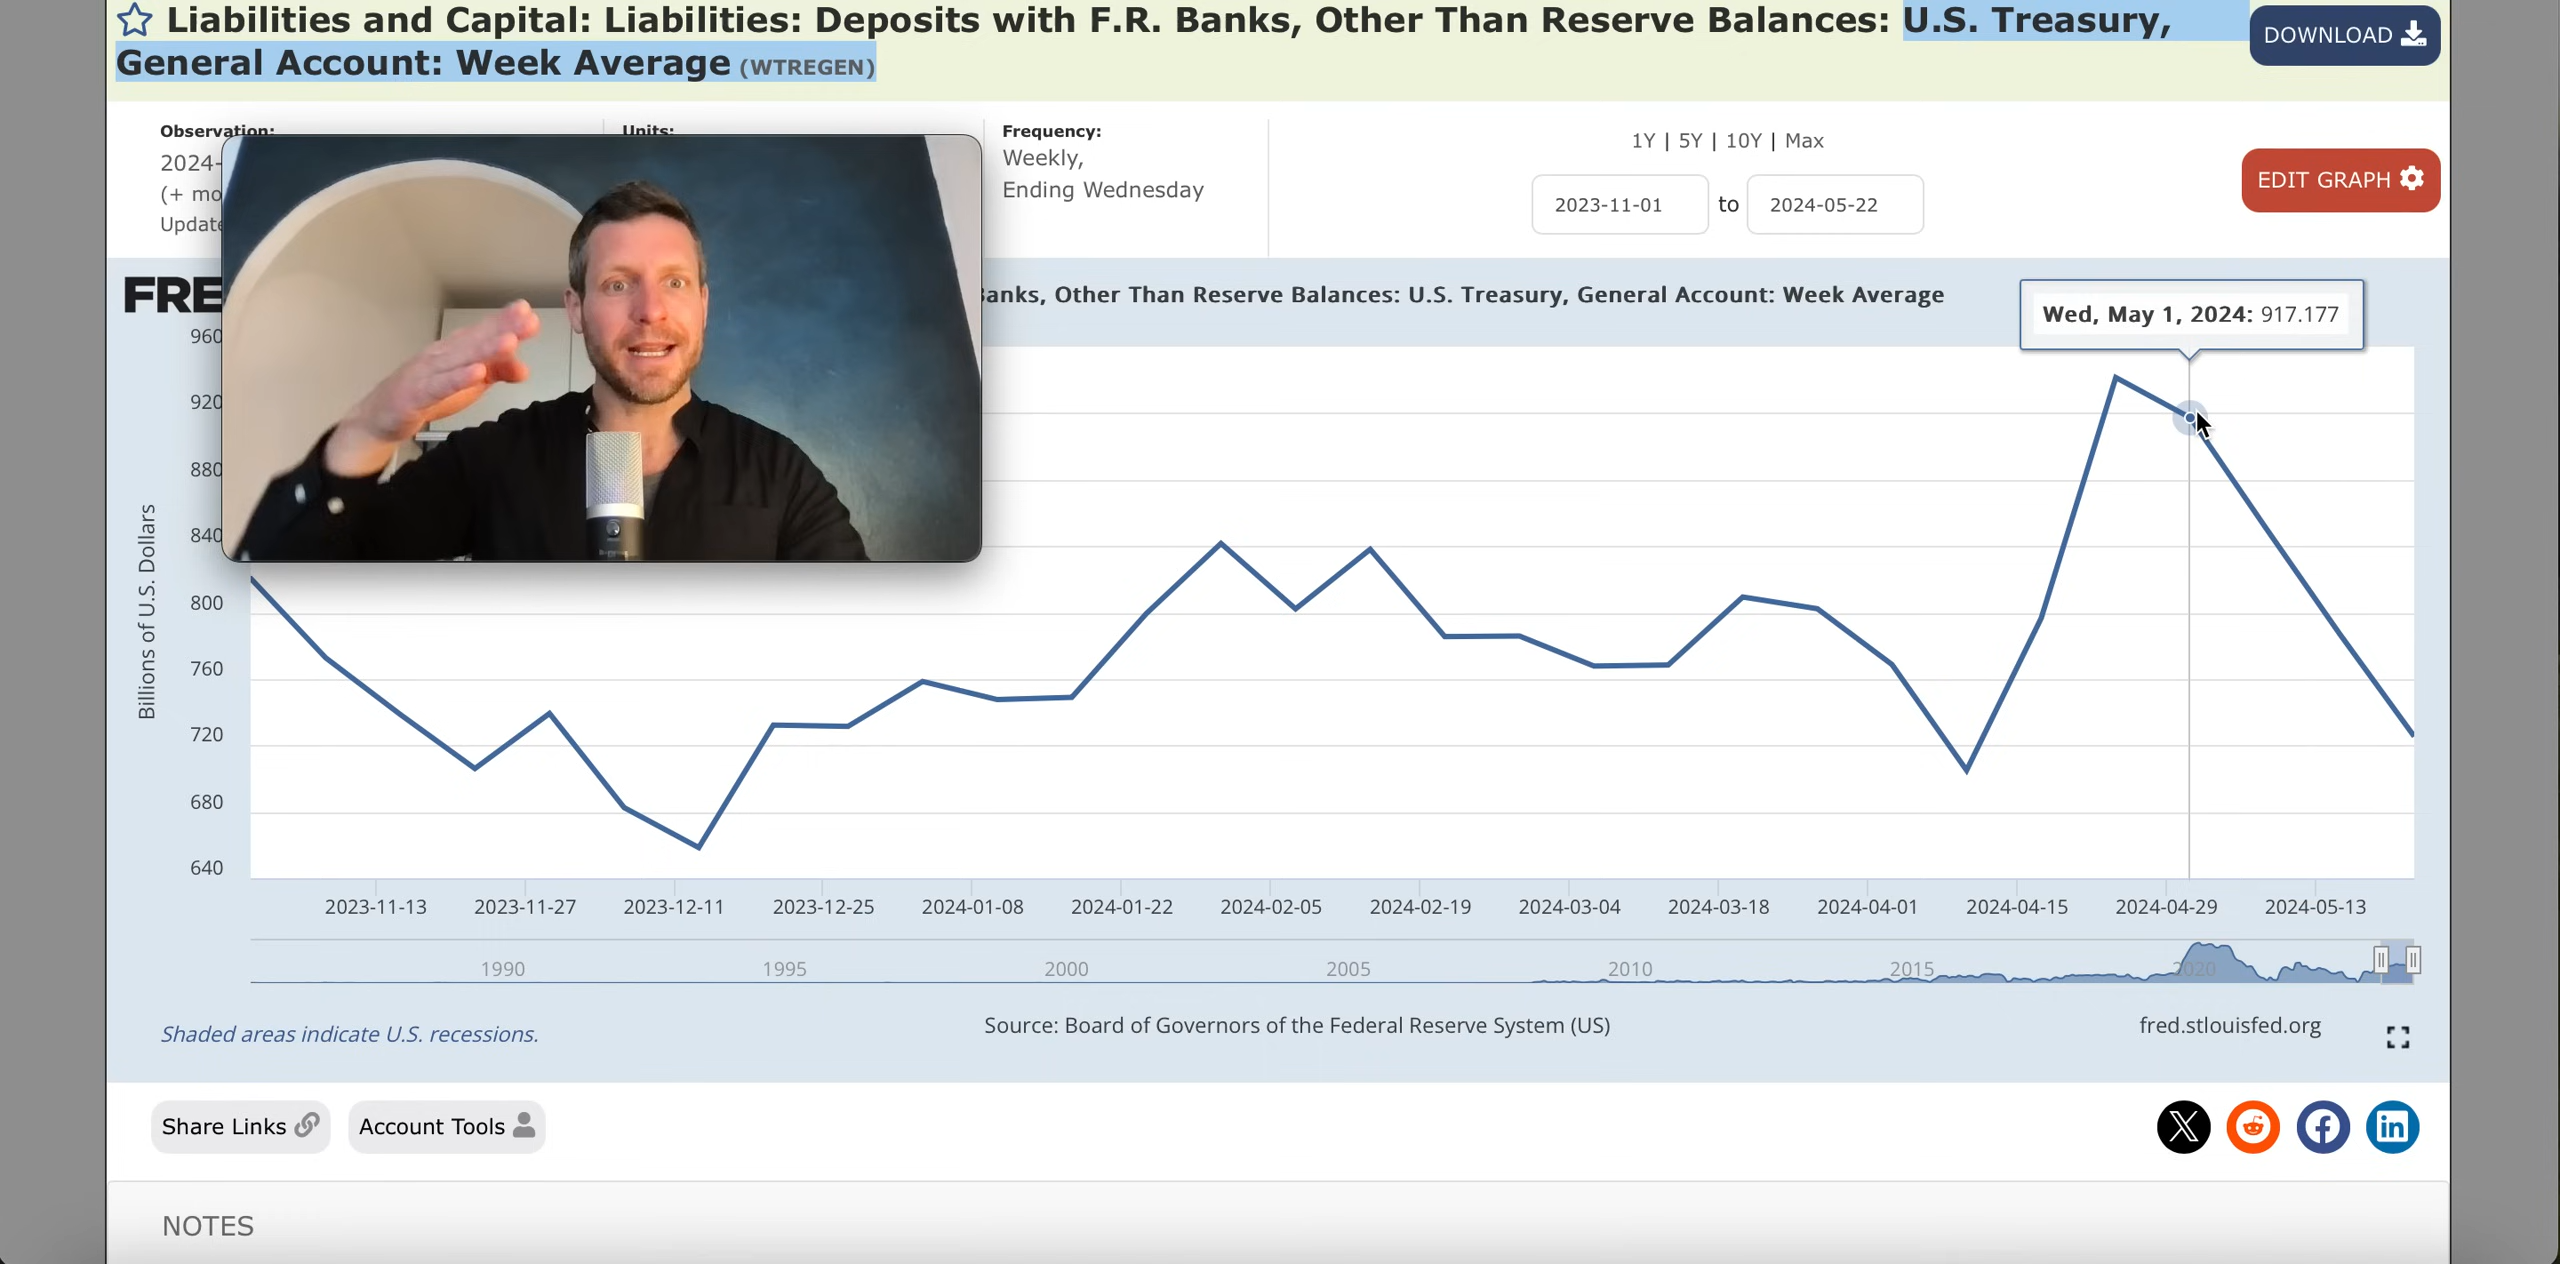 Liabilities and Capital: Liabilities: Deposits with F.R. Banks, Other Than Reserve Balances: U.S. Treasury,
General Account: Week Average (WTREGEN)
DOWNLOAD
Observation:
2024-
(+ mo
Update
Units:
Frequency:
Weekly,
Ending Wednesday
1Y | 5Y | 10Y | Max
2023-11-01 to 2024-05-22
EDIT GRAPH
FRE
Banks, Other Than Reserve Balances: U.S. Treasury, General Account: Week Average
Wed, May 1, 2024: 917.177
960
920
880
840
800
760
720
680
640
Billions of U.S. Dollars
2023-11-13 2023-11-27 2023-12-11 2023-12-25 2024-01-08 2024-01-22 2024-02-05 2024-02-19 2024-03-04 2024-03-18 2024-04-01 2024-04-15 2024-04-29 2024-05-13
1990 1995 2000 2005 2010 2015 2020
Shaded areas indicate U.S. recessions.
Source: Board of Governors of the Federal Reserve System (US)
fred.stlouisfed.org
Share Links
Account Tools
NOTES